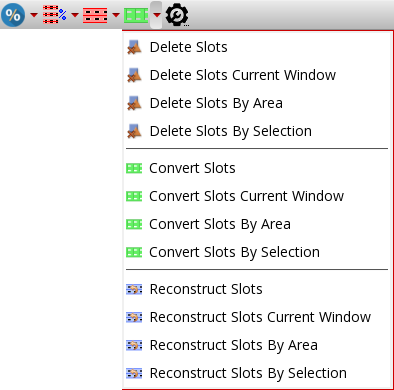 %
%
Delete Slots
Delete Slots Current Window
Delete Slots By Area
Delete Slots By Selection
Convert Slots
Convert Slots Current Window
Convert Slots By Area
Convert Slots By Selection
Reconstruct Slots
Reconstruct Slots Current Window
Reconstruct Slots By Area
Reconstruct Slots By Selection